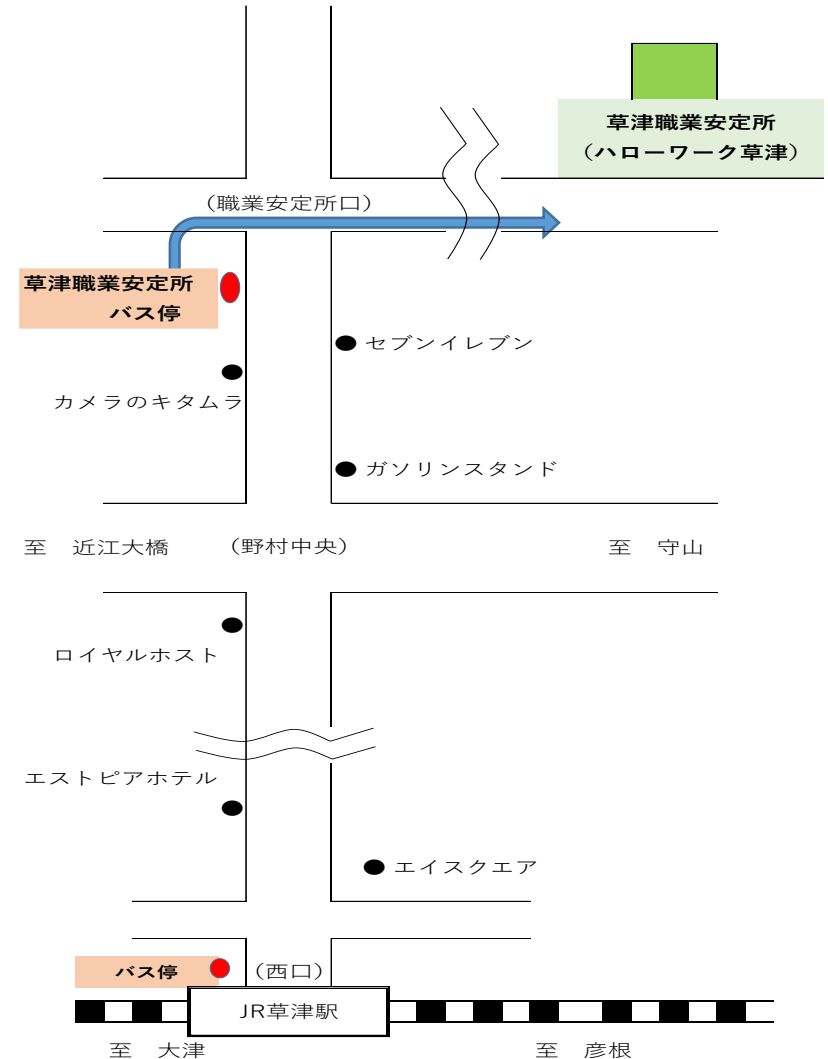 草津職業安定所
(ハローワーク草津)
(職業安定所口)
草津職業安定所
バス停
セブンイレブン
カメラのキタムラ
ガソリンスタンド
至　近江大橋　(野村中央)　至　守山
ロイヤルホスト
エストピアホテル
エイスクエア
バス停　(西口)
JR草津駅
至　大津　至　彦根